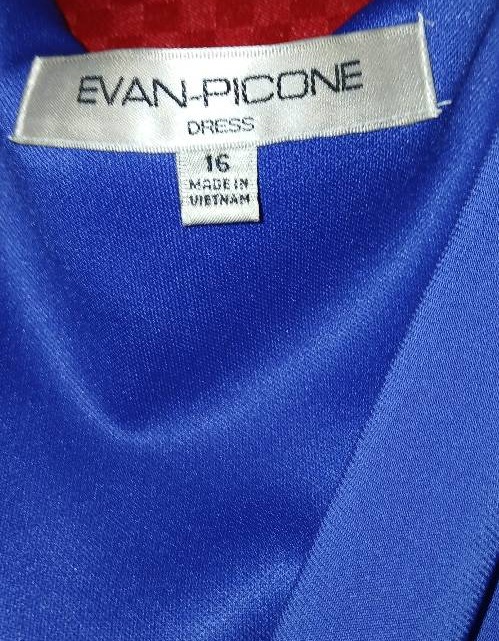 EVAN-PICONE
DRESS
16
MADE IN
VIETNAM